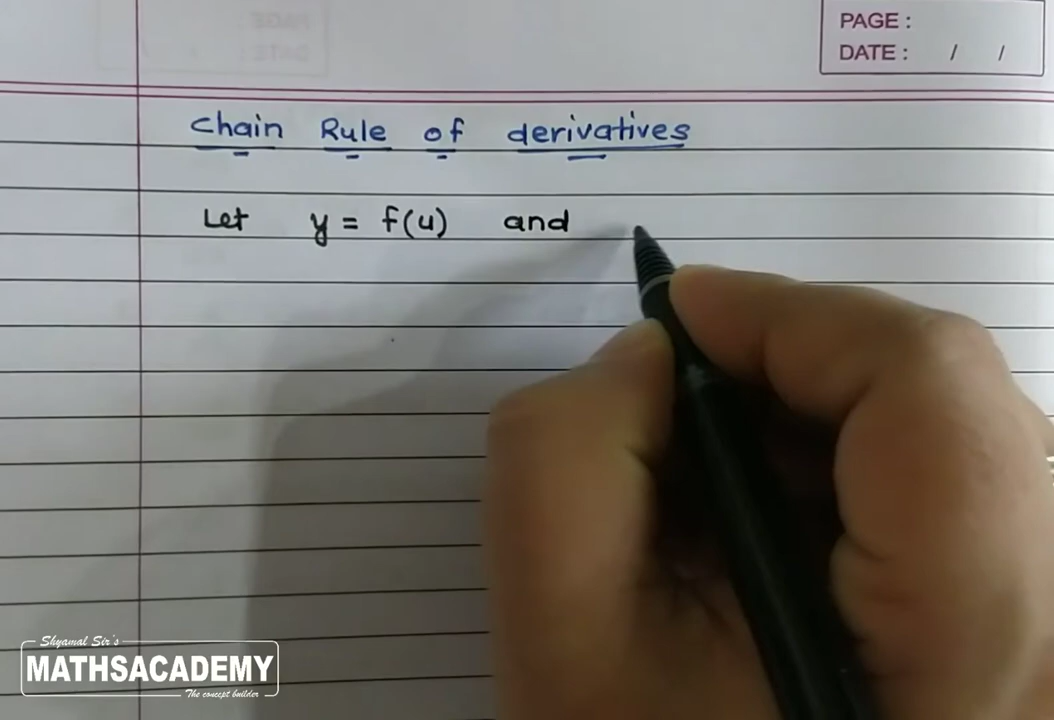 PAGE :
DATE : / /
Chain Rule of derivatives
Let y = f(u) and
Shyamal Sir's
MATHSACADEMY
The concept builder